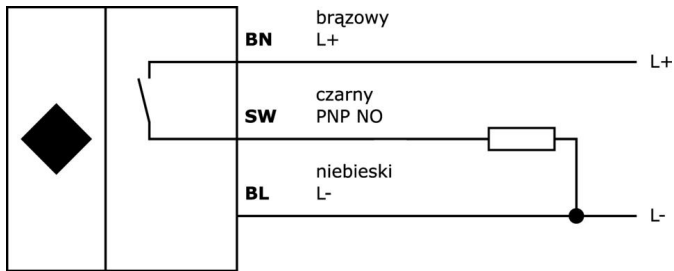 brązowy
BN L+
L+
czarny
SW PNP NO
niebieski
BL L-
L-